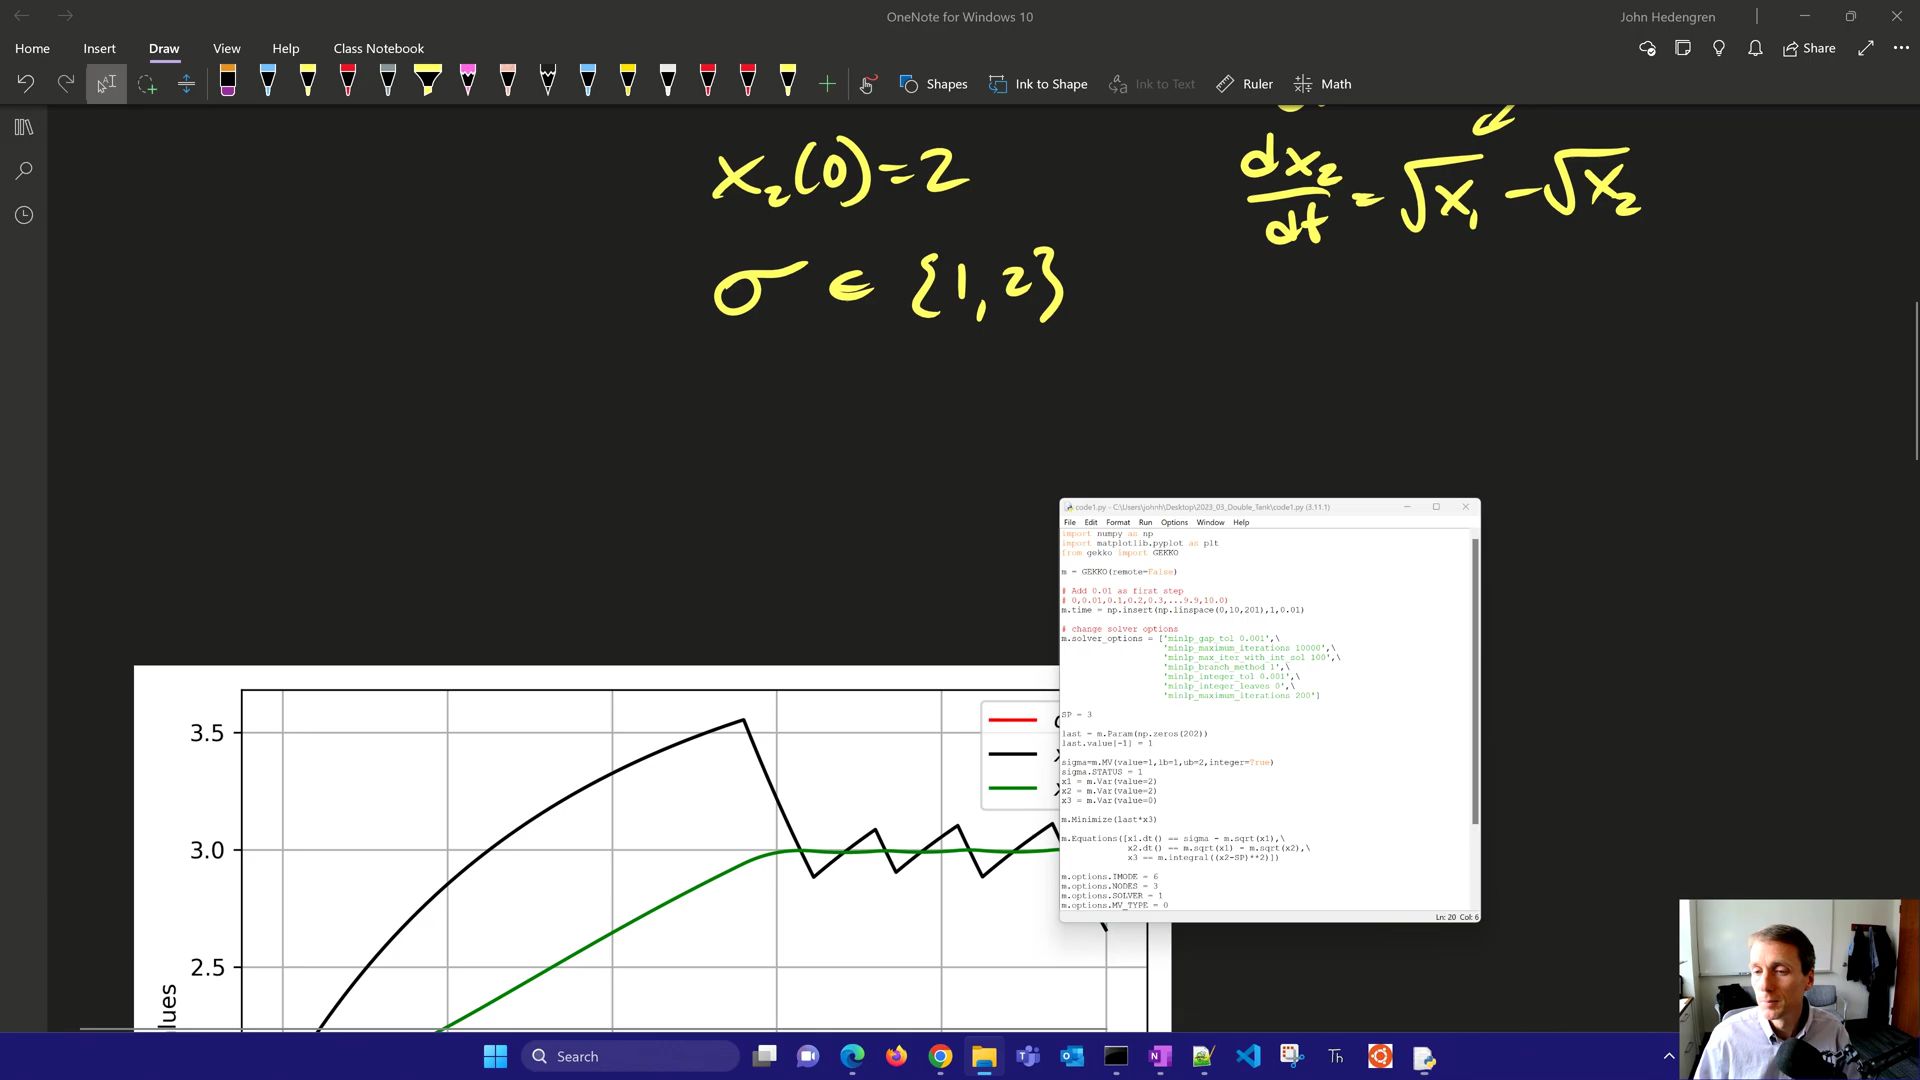 OneNote for Windows 10
John Hedengren
Home Insert Draw View Help Class Notebook
Share
Shapes Ink to Shape Ink to Text Ruler Math
x₂(0)=2
dx₂/dt = √x₁ - √x₂
σ ∈ {1,2}
code1.py - C:\Users\johnh\Desktop\2023_03_Double_Tank\code1.py (3.11.1)
File Edit Format Run Options Window Help
import numpy as np
import matplotlib.pyplot as plt
from gekko import GEKKO
m = GEKKO(remote=False)
# Add 0.01 as first step
# 0,0.01,0.1,0.2,0.3,...9.9,10.0)
m.time = np.insert(np.linspace(0,10,201),1,0.01)
# change solver options
m.solver_options = ['minlp_gap_tol 0.001',\
'minlp_maximum_iterations 10000',\
'minlp_max_iter_with_int_sol 100',\
'minlp_branch_method 1',\
'minlp_integer_tol 0.001',\
'minlp_integer_leaves 0',\
'minlp_maximum_iterations 200']
SP = 3
last = m.Param(np.zeros(202))
last.value[-1] = 1
sigma=m.MV(value=1,lb=1,ub=2,integer=True)
sigma.STATUS = 1
x1 = m.Var(value=2)
x2 = m.Var(value=2)
x3 = m.Var(value=0)
m.Minimize(last*x3)
m.Equations([x1.dt() == sigma - m.sqrt(x1),\
x2.dt() == m.sqrt(x1) - m.sqrt(x2),\
x3 == m.integral((x2-SP)**2)])
m.options.IMODE = 6
m.options.NODES = 3
m.options.SOLVER = 1
m.options.MV_TYPE = 0
Ln: 20 Col: 6
3.5
3.0
2.5
lues
Search
Th